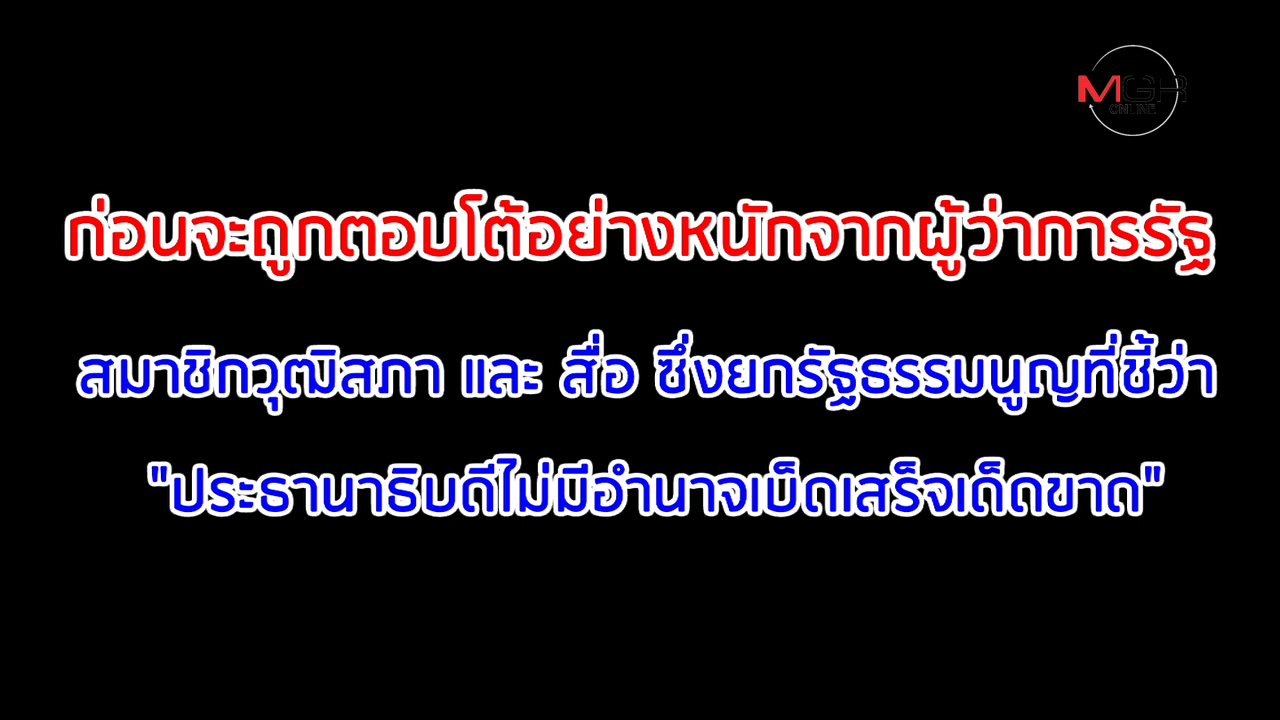 MGR
ONLINE
ก่อนจะถูกตอบโต้อย่างหนักจากผู้ว่าการรัฐ
สมาชิกวุฒิสภา และ สื่อ ซึ่งยกรัฐธรรมนูญที่ชี้ว่า
"ประธานาธิบดีไม่มีอำนาจเบ็ดเสร็จเด็ดขาด"